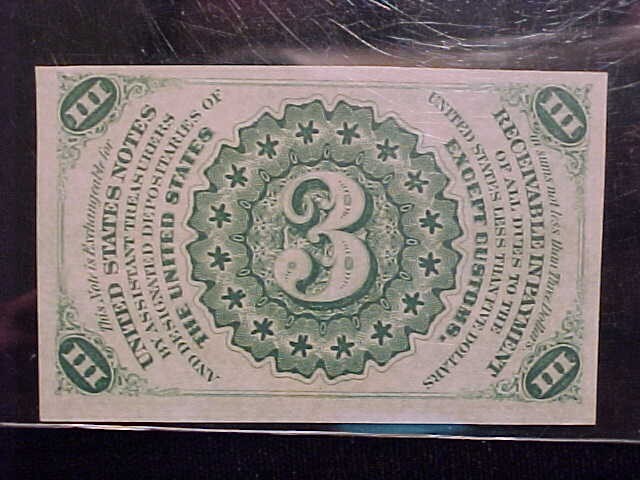 III
III
This Note is Exchangeable for
UNITED STATES NOTES
BY ASSISTANT TREASURERS
AND DESIGNATED DEPOSITARIES OF
THE UNITED STATES
3
in sums not less than Three Dollars
RECEIVABLE IN PAYMENT
OF ALL DUES TO THE
UNITED STATES LESS THAN FIVE DOLLARS
EXCEPT CUSTOMS.
III
III